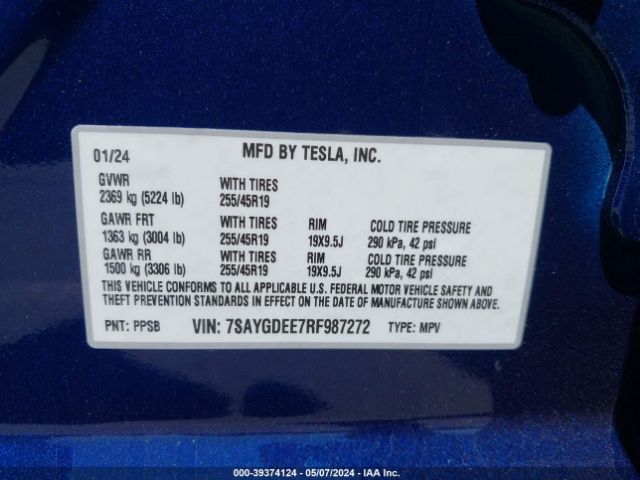 01/24 MFD BY TESLA, INC.
GVWR WITH TIRES
2369 kg (5224 lb) 255/45R19
GAWR FRT WITH TIRES RIM COLD TIRE PRESSURE
1363 kg (3004 lb) 255/45R19 19X9.5J 290 kPa, 42 psi
GAWR RR WITH TIRES RIM COLD TIRE PRESSURE
1500 kg (3306 lb) 255/45R19 19X9.5J 290 kPa, 42 psi
THIS VEHICLE CONFORMS TO ALL APPLICABLE U.S. FEDERAL MOTOR VEHICLE SAFETY AND
THEFT PREVENTION STANDARDS IN EFFECT ON THE DATE OF MANUFACTURE SHOWN ABOVE.
PNT: PPSB VIN: 7SAYGDEE7RF987272 TYPE: MPV
000-39374124 - 05/07/2024 - IAA Inc.